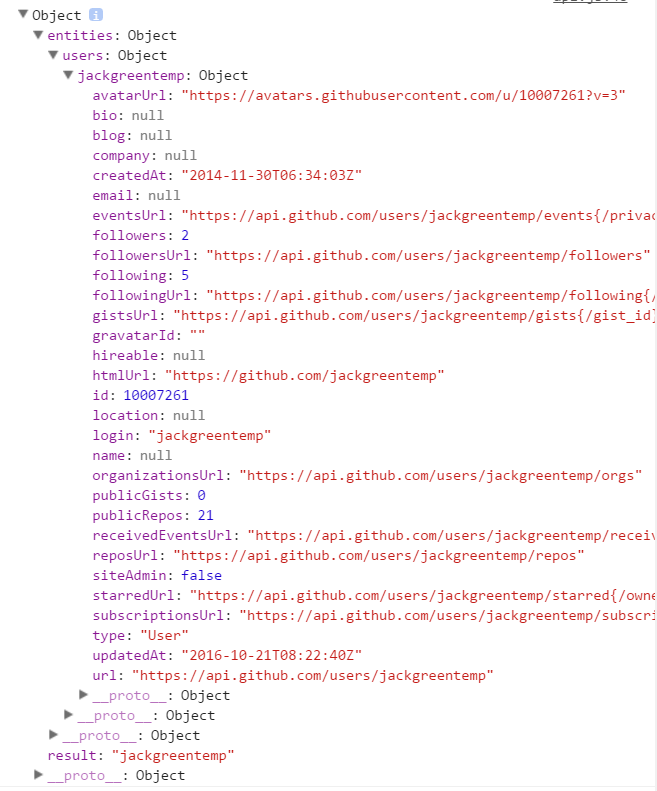 Object i
entities: Object
users: Object
jackgreentemp: Object
avatarUrl: "https://avatars.githubusercontent.com/u/10007261?v=3"
bio: null
blog: null
company: null
createdAt: "2014-11-30T06:34:03Z"
email: null
eventsUrl: "https://api.github.com/users/jackgreentemp/events{/privac
followers: 2
followersUrl: "https://api.github.com/users/jackgreentemp/followers"
following: 5
followingUrl: "https://api.github.com/users/jackgreentemp/following{/
gistsUrl: "https://api.github.com/users/jackgreentemp/gists{/gist_id}
gravatarId: ""
hireable: null
htmlUrl: "https://github.com/jackgreentemp"
id: 10007261
location: null
login: "jackgreentemp"
name: null
organizationsUrl: "https://api.github.com/users/jackgreentemp/orgs"
publicGists: 0
publicRepos: 21
receivedEventsUrl: "https://api.github.com/users/jackgreentemp/receiv
reposUrl: "https://api.github.com/users/jackgreentemp/repos"
siteAdmin: false
starredUrl: "https://api.github.com/users/jackgreentemp/starred{/owne
subscriptionsUrl: "https://api.github.com/users/jackgreentemp/subscri
type: "User"
updatedAt: "2016-10-21T08:22:40Z"
url: "https://api.github.com/users/jackgreentemp"
__proto__: Object
__proto__: Object
__proto__: Object
result: "jackgreentemp"
__proto__: Object